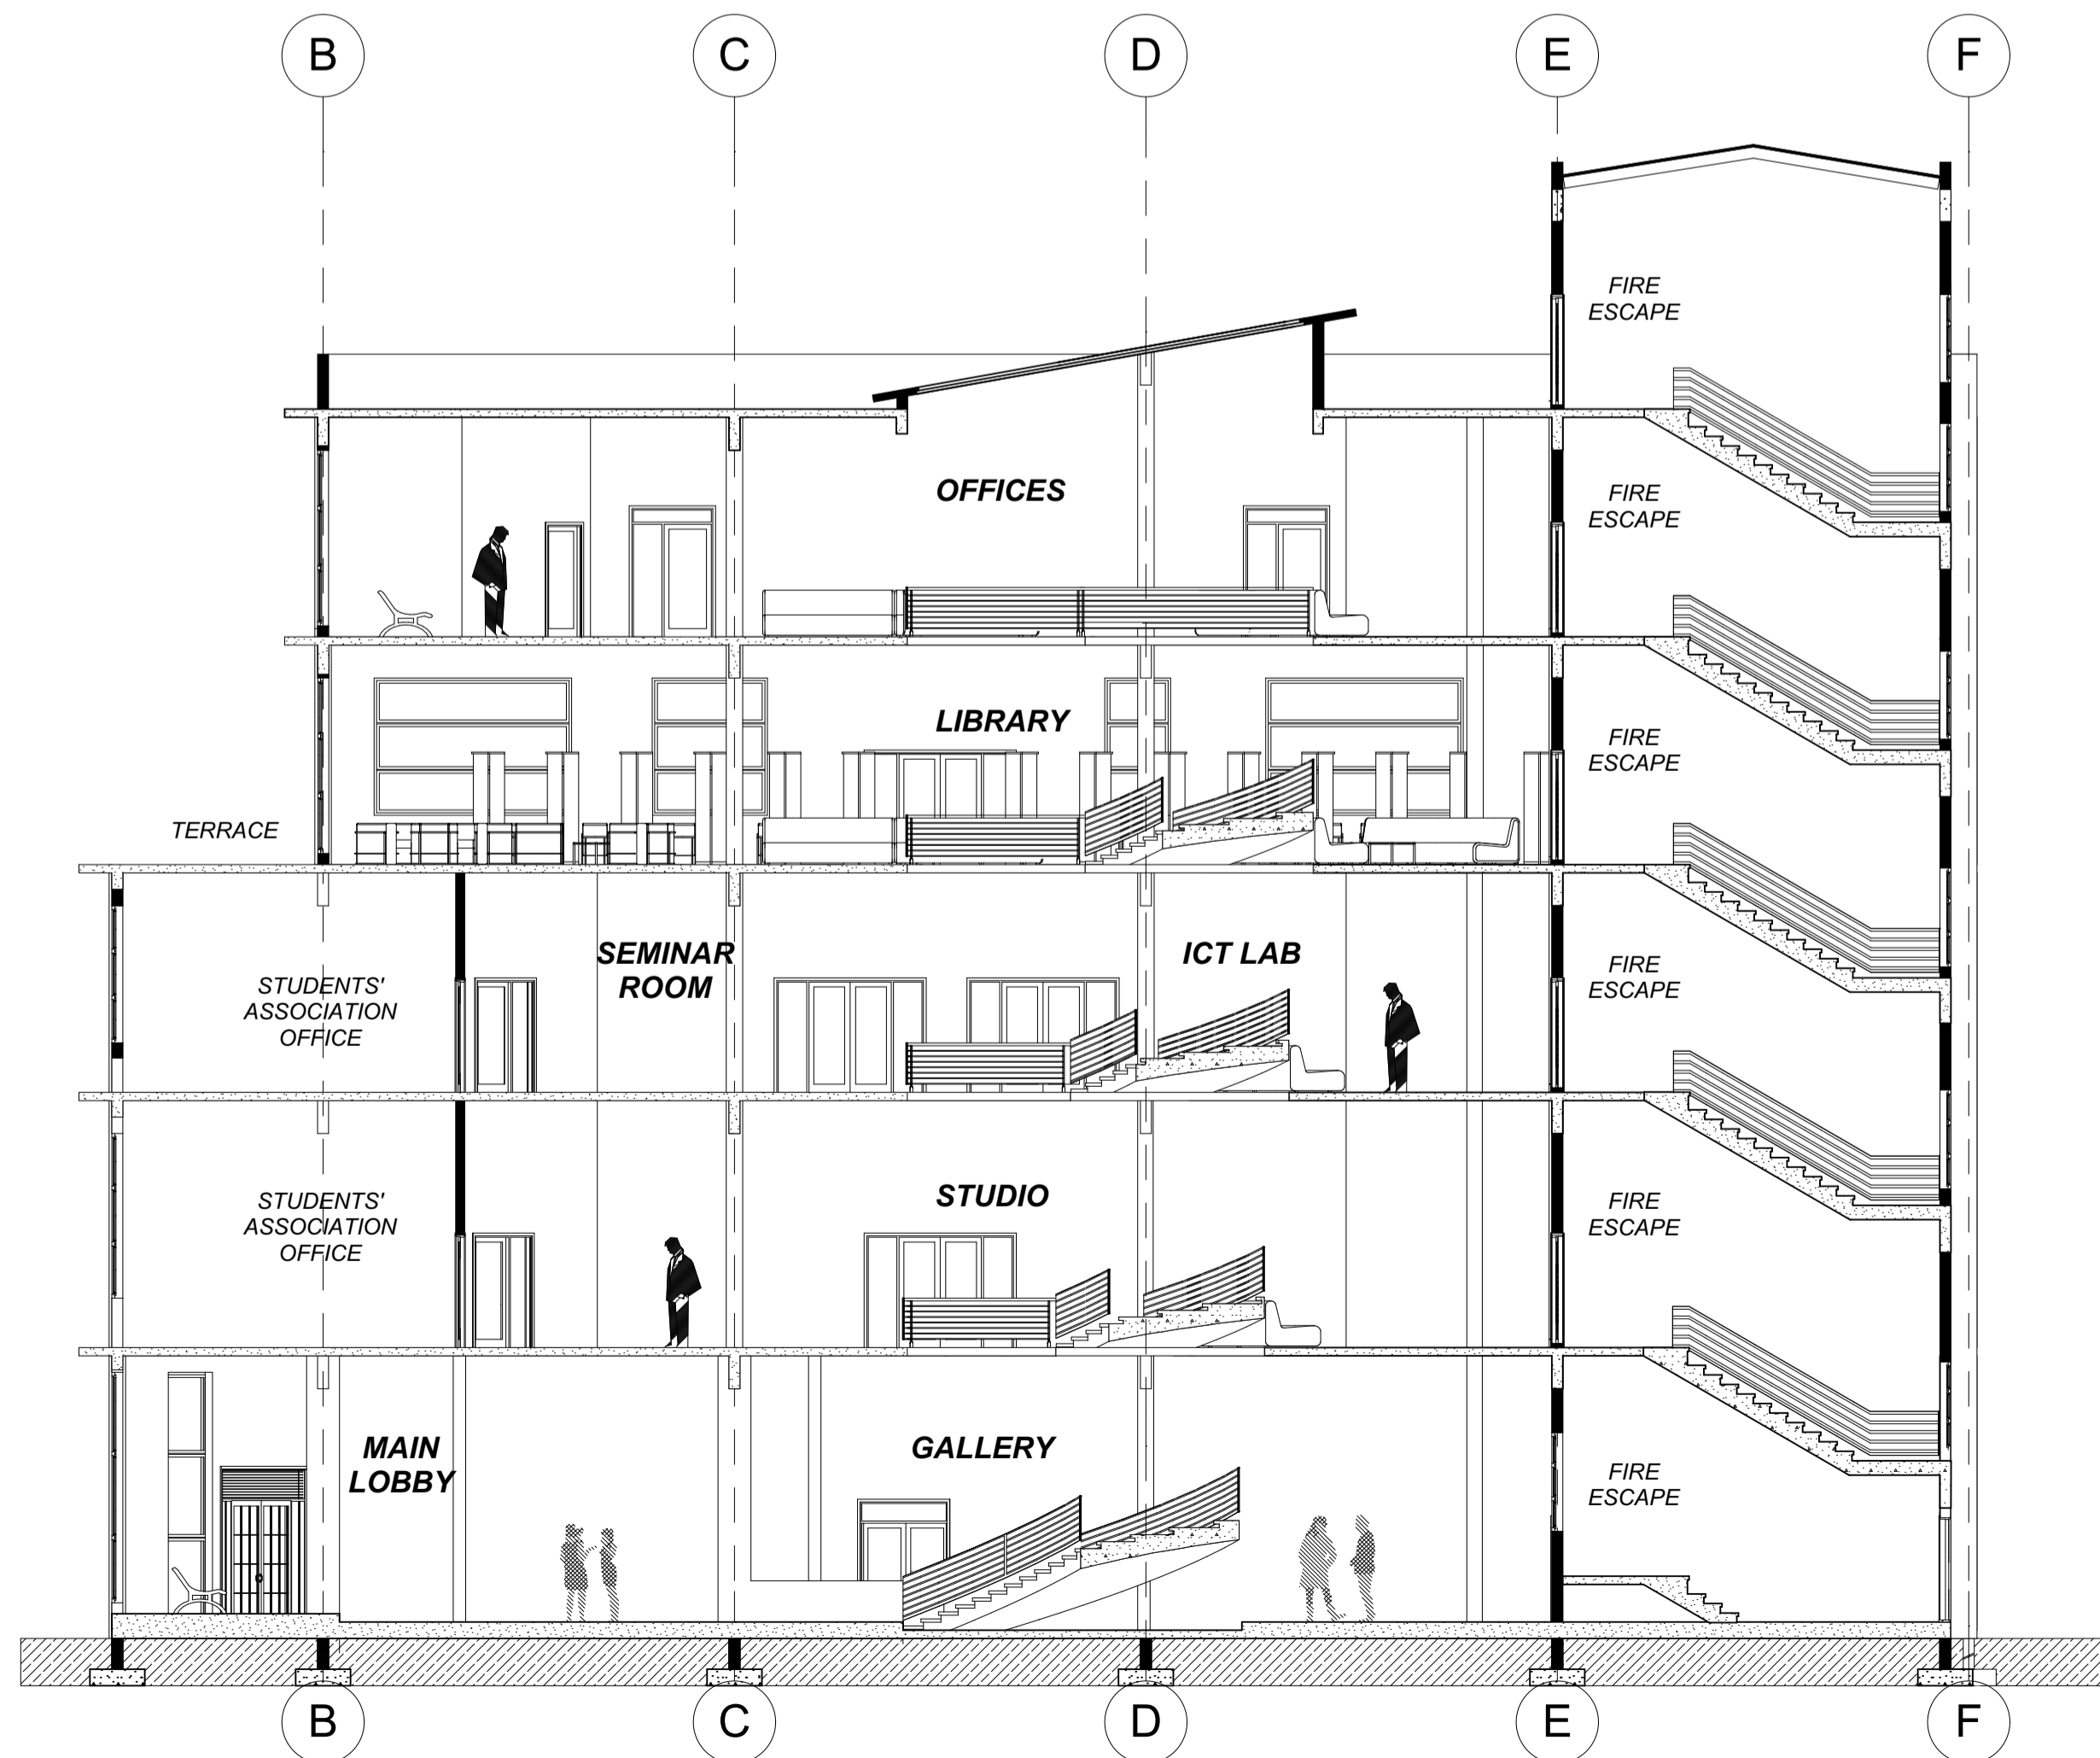 B
C
D
E
F
FIRE
ESCAPE
OFFICES
FIRE
ESCAPE
LIBRARY
FIRE
ESCAPE
TERRACE
SEMINAR
ROOM
ICT LAB
STUDENTS'
ASSOCIATION
OFFICE
FIRE
ESCAPE
STUDENTS'
ASSOCIATION
OFFICE
STUDIO
FIRE
ESCAPE
MAIN
LOBBY
GALLERY
FIRE
ESCAPE
B
C
D
E
F